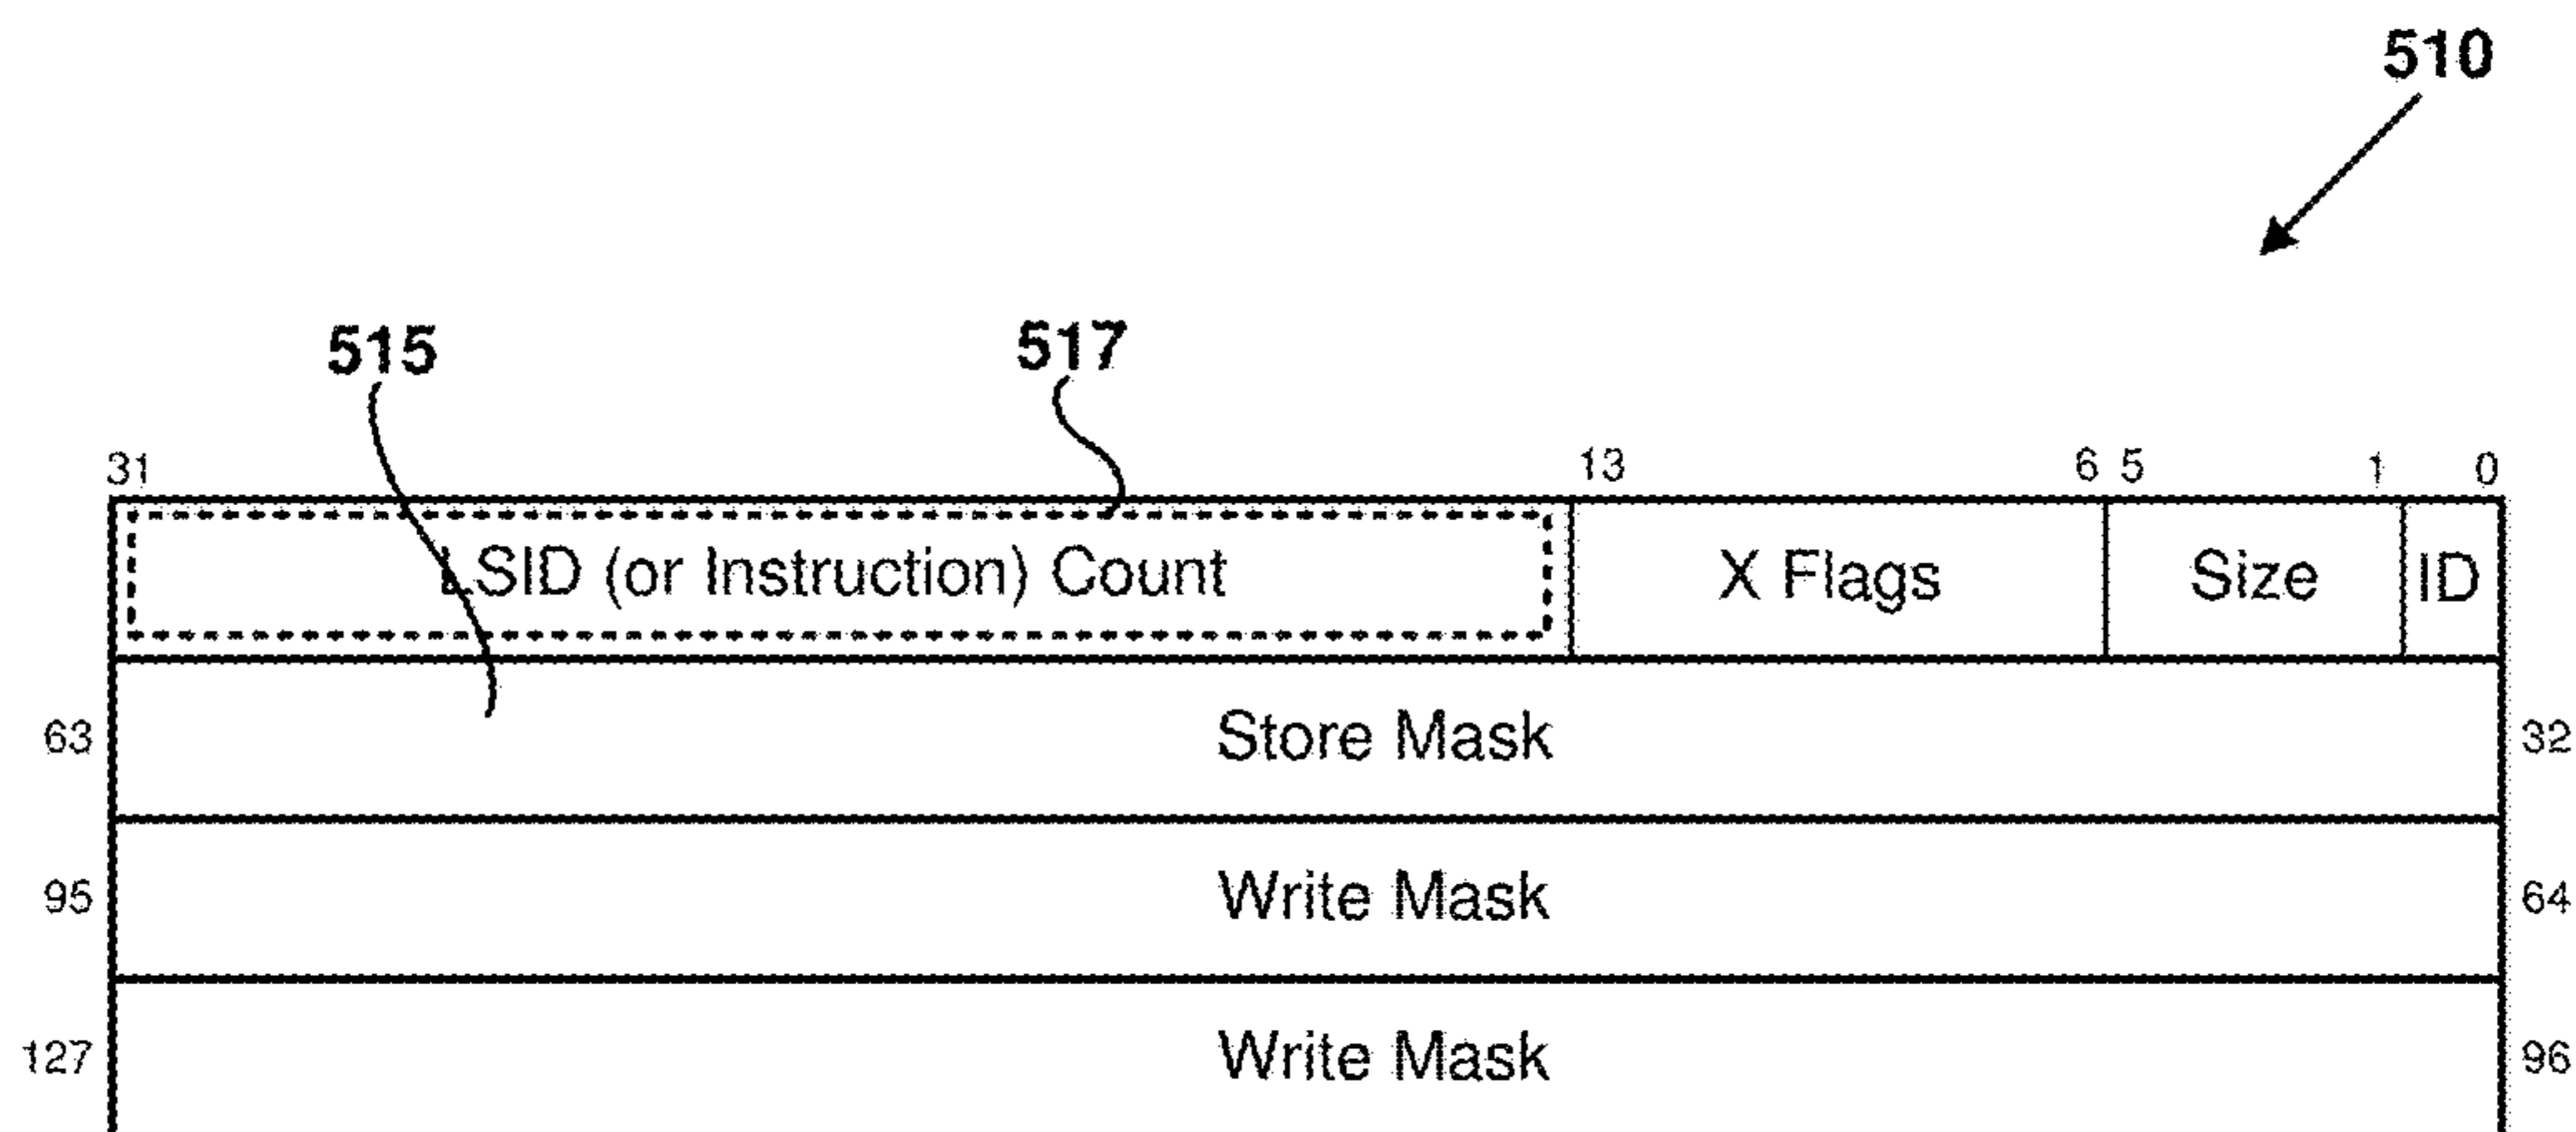 510
515 517
31 13 6 5 1 0
LSID (or Instruction) Count X Flags Size ID
63 Store Mask 32
95 Write Mask 64
127 Write Mask 96